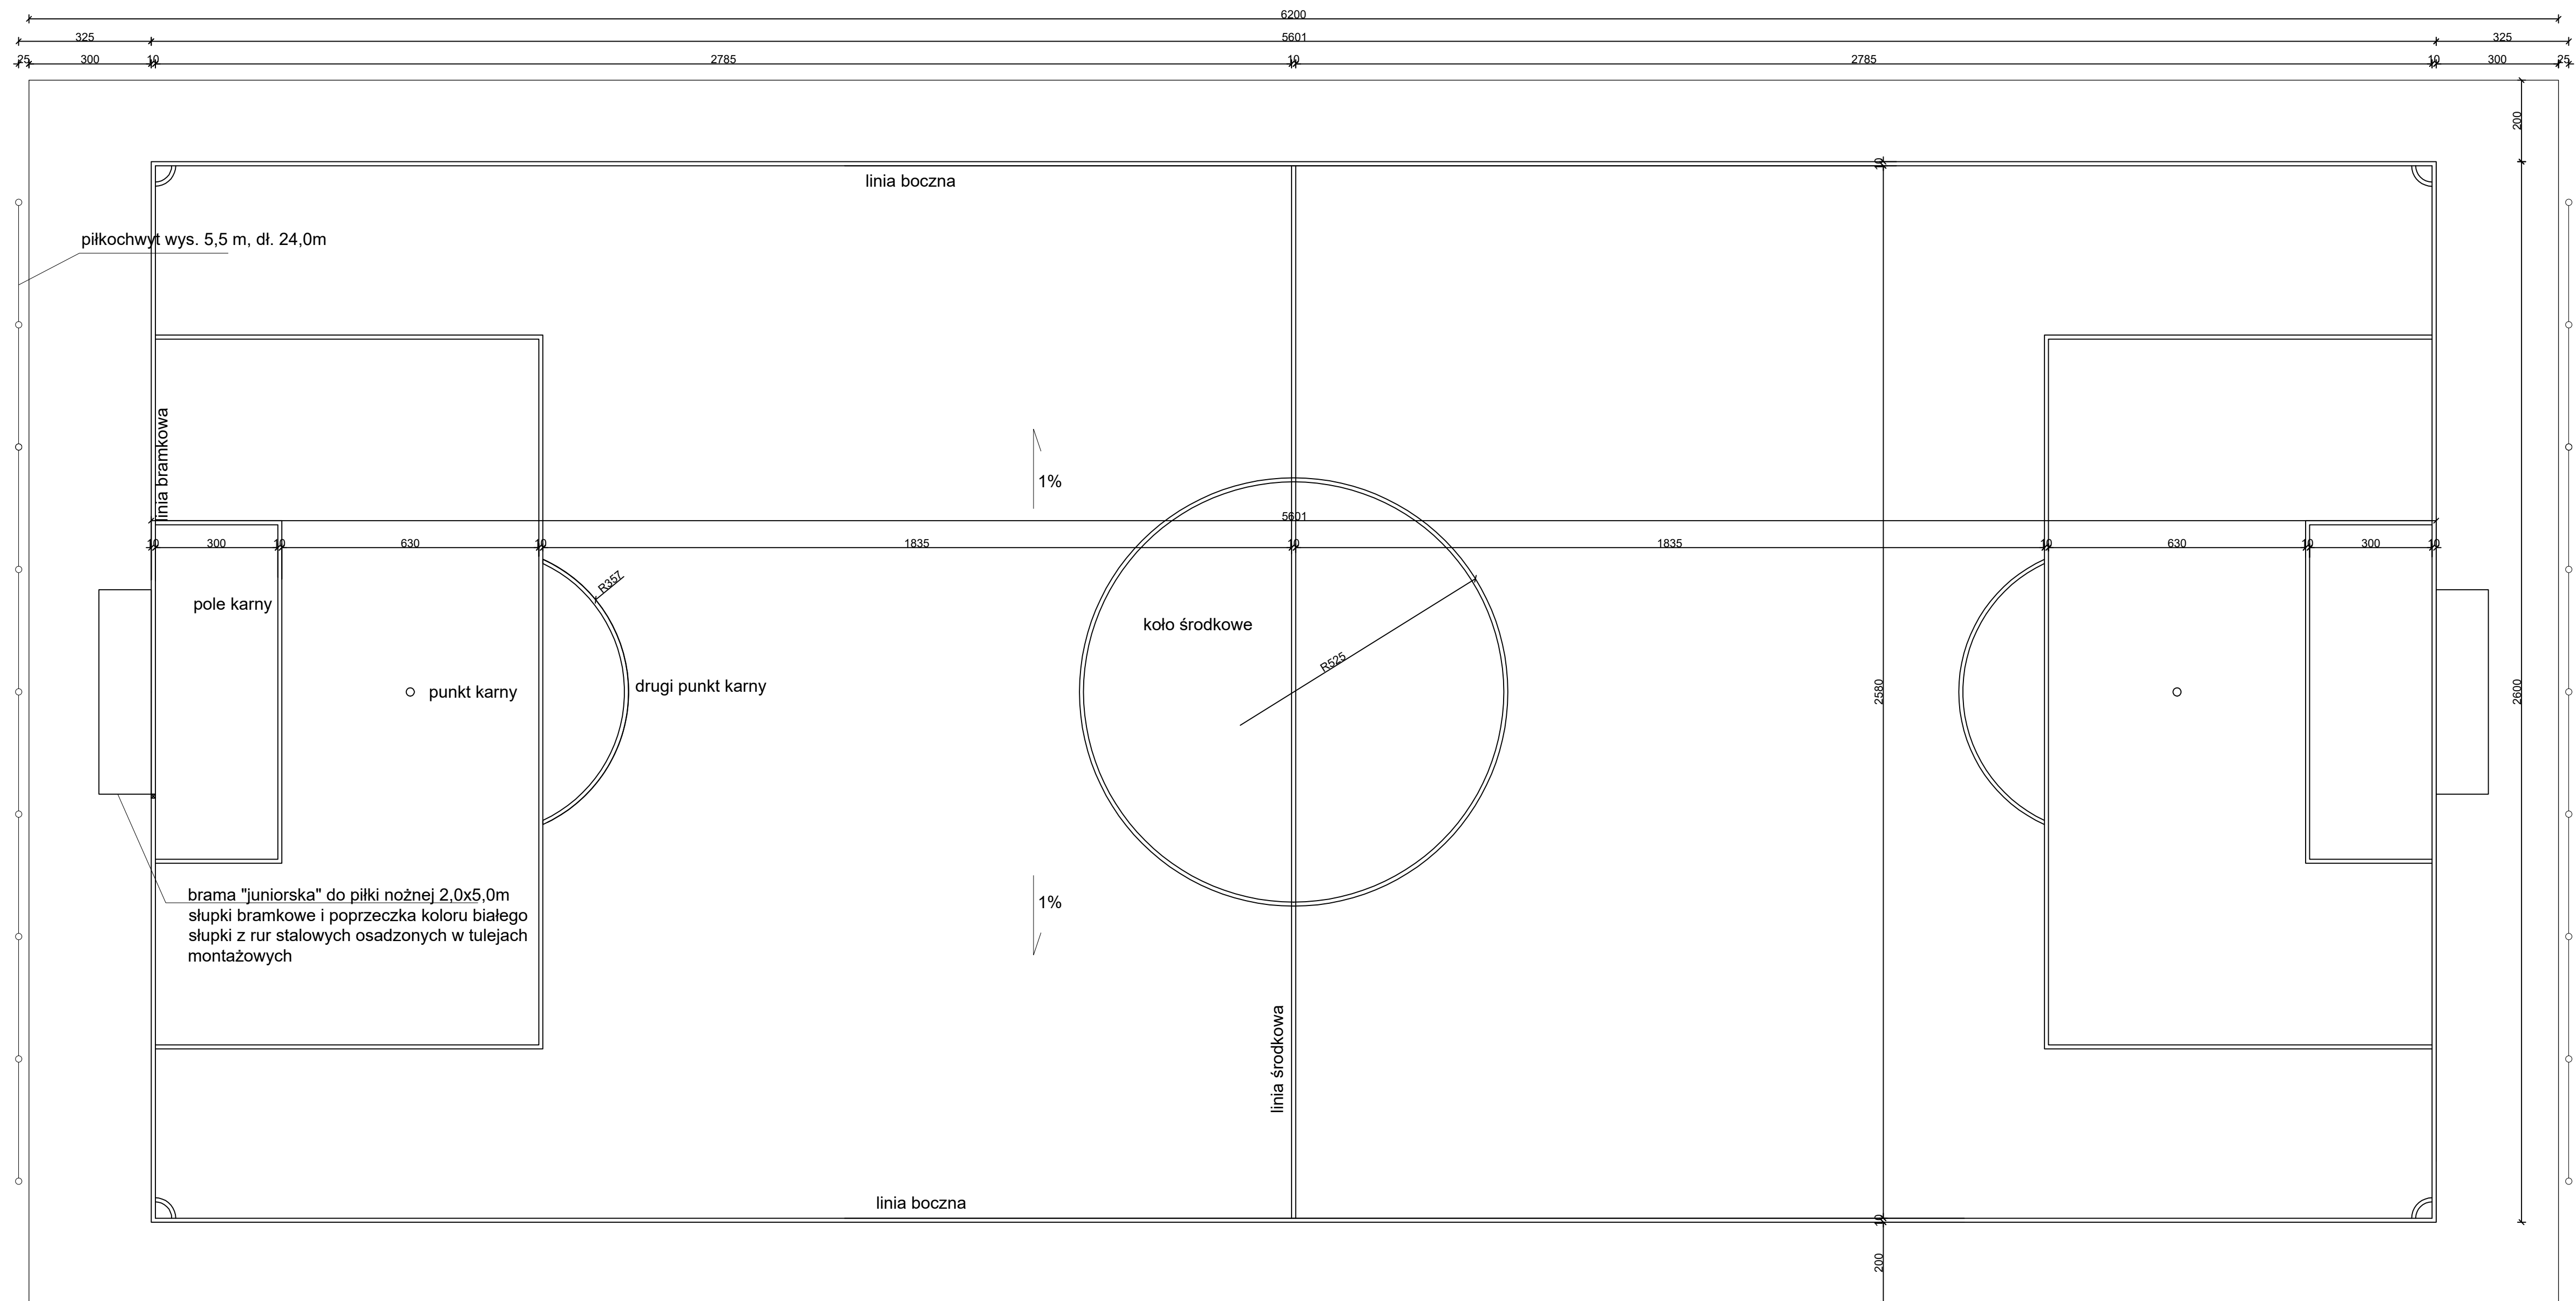 6200
325
5601
325
25
300
10
2785
10
2785
10
300
25
200
10
linia boczna
piłkochwyt wys. 5,5 m, dł. 24,0m
linia bramkowa
1%
5601
10
300
10
630
10
1835
10
1835
10
630
10
300
10
R357
pole karny
koło środkowe
R525
punkt karny
drugi punkt karny
2580
2600
brama "juniorska" do piłki nożnej 2,0x5,0m
słupki bramkowe i poprzeczka koloru białego
słupki z rur stalowych osadzonych w tulejach
montażowych
1%
linia środkowa
linia boczna
10
200